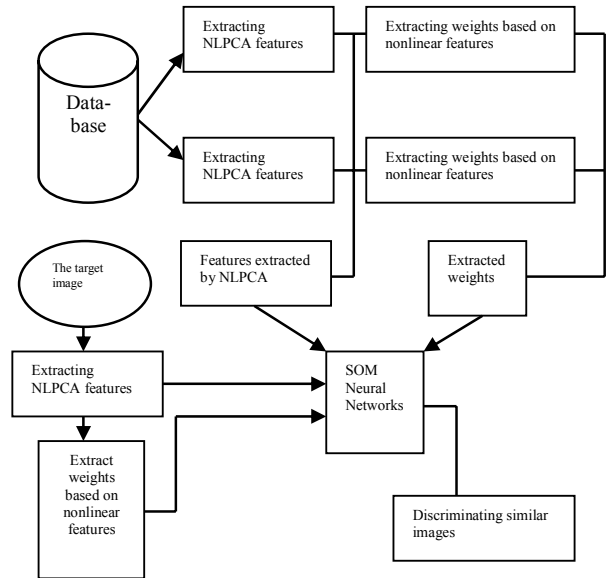 Data-
base
Extracting
NLPCA features
Extracting weights based on
nonlinear features
Extracting
NLPCA features
Extracting weights based on
nonlinear features
The target
image
Features extracted
by NLPCA
Extracted
weights
Extracting
NLPCA features
SOM
Neural
Networks
Extract
weights
based on
nonlinear
features
Discriminating similar
images